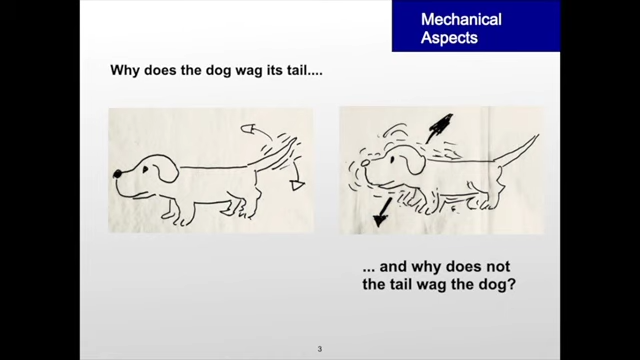 Mechanical
Aspects
Why does the dog wag its tail....
... and why does not
the tail wag the dog?
3